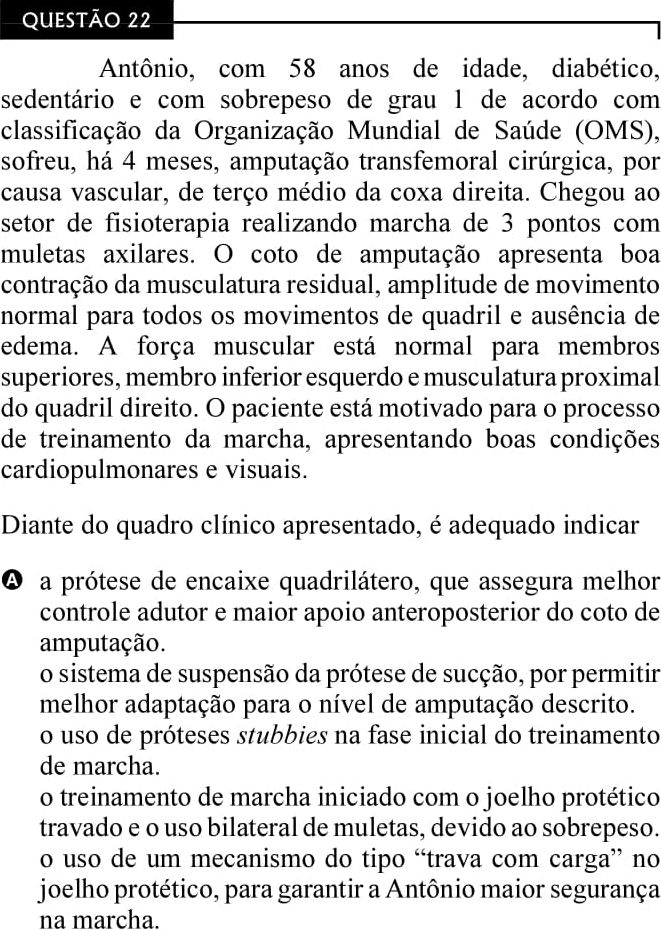 QUESTÃO 22
Antônio, com 58 anos de idade, diabético,
sedentário e com sobrepeso de grau 1 de acordo com
classificação da Organização Mundial de Saúde (OMS),
sofreu, há 4 meses, amputação transfemoral cirúrgica, por
causa vascular, de terço médio da coxa direita. Chegou ao
setor de fisioterapia realizando marcha de 3 pontos com
muletas axilares. O coto de amputação apresenta boa
contração da musculatura residual, amplitude de movimento
normal para todos os movimentos de quadril e ausência de
edema. A força muscular está normal para membros
superiores, membro inferior esquerdo e musculatura proximal
do quadril direito. O paciente está motivado para o processo
de treinamento da marcha, apresentando boas condições
cardiopulmonares e visuais.
Diante do quadro clínico apresentado, é adequado indicar
A a prótese de encaixe quadrilátero, que assegura melhor
controle adutor e maior apoio anteroposterior do coto de
amputação.
o sistema de suspensão da prótese de sucção, por permitir
melhor adaptação para o nível de amputação descrito.
o uso de próteses stubbies na fase inicial do treinamento
de marcha.
o treinamento de marcha iniciado com o joelho protético
travado e o uso bilateral de muletas, devido ao sobrepeso.
o uso de um mecanismo do tipo “trava com carga” no
joelho protético, para garantir a Antônio maior segurança
na marcha.